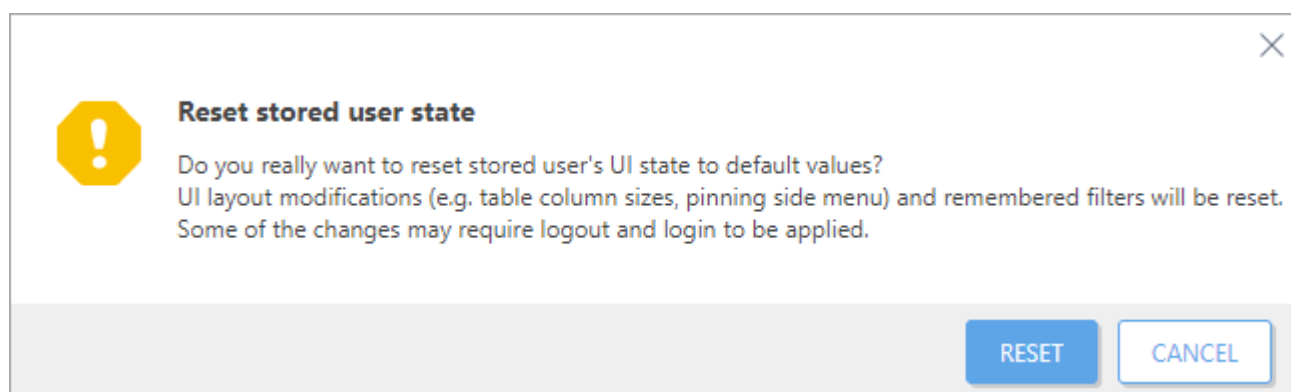 Reset stored user state
Do you really want to reset stored user's UI state to default values?
UI layout modifications (e.g. table column sizes, pinning side menu) and remembered filters will be reset.
Some of the changes may require logout and login to be applied.
RESET
CANCEL